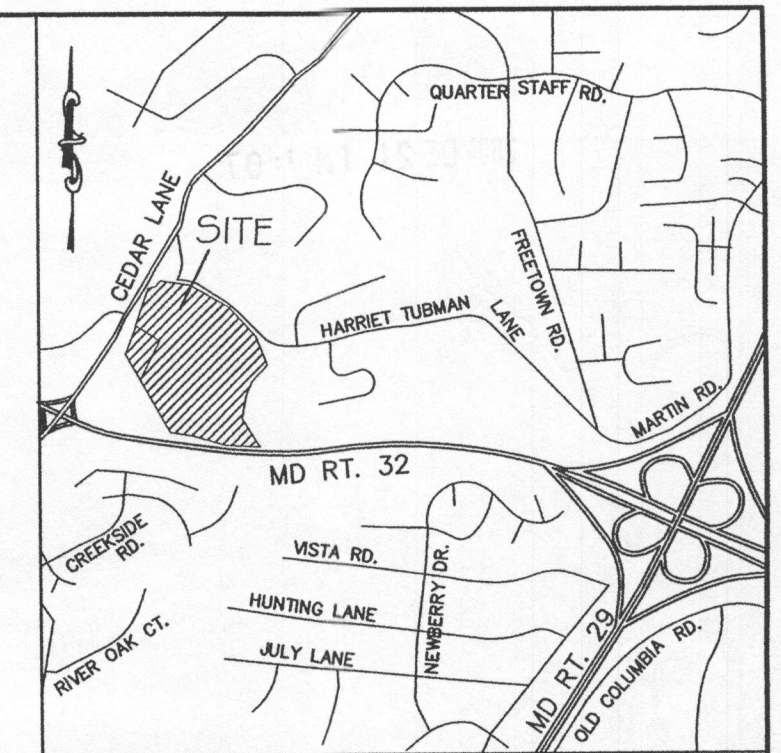 QUARTER STAFF RD.
CEDAR LANE
SITE
FREETOWN RD.
HARRIET TUBMAN
LANE
MARTIN RD.
MD RT. 32
CREEKSIDE
RD.
VISTA RD.
HUNTING LANE
NEWBERRY DR.
JULY LANE
RIVER OAK CT.
MD RT. 29
OLD COLUMBIA RD.